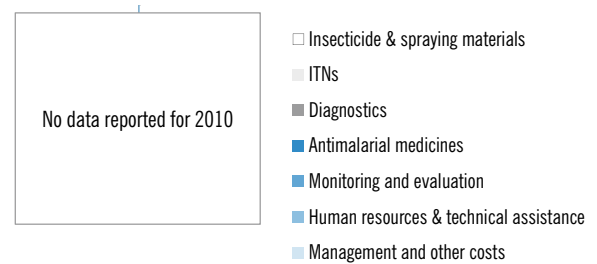 No data reported for 2010
Insecticide & spraying materials
ITNs
Diagnostics
Antimalarial medicines
Monitoring and evaluation
Human resources & technical assistance
Management and other costs